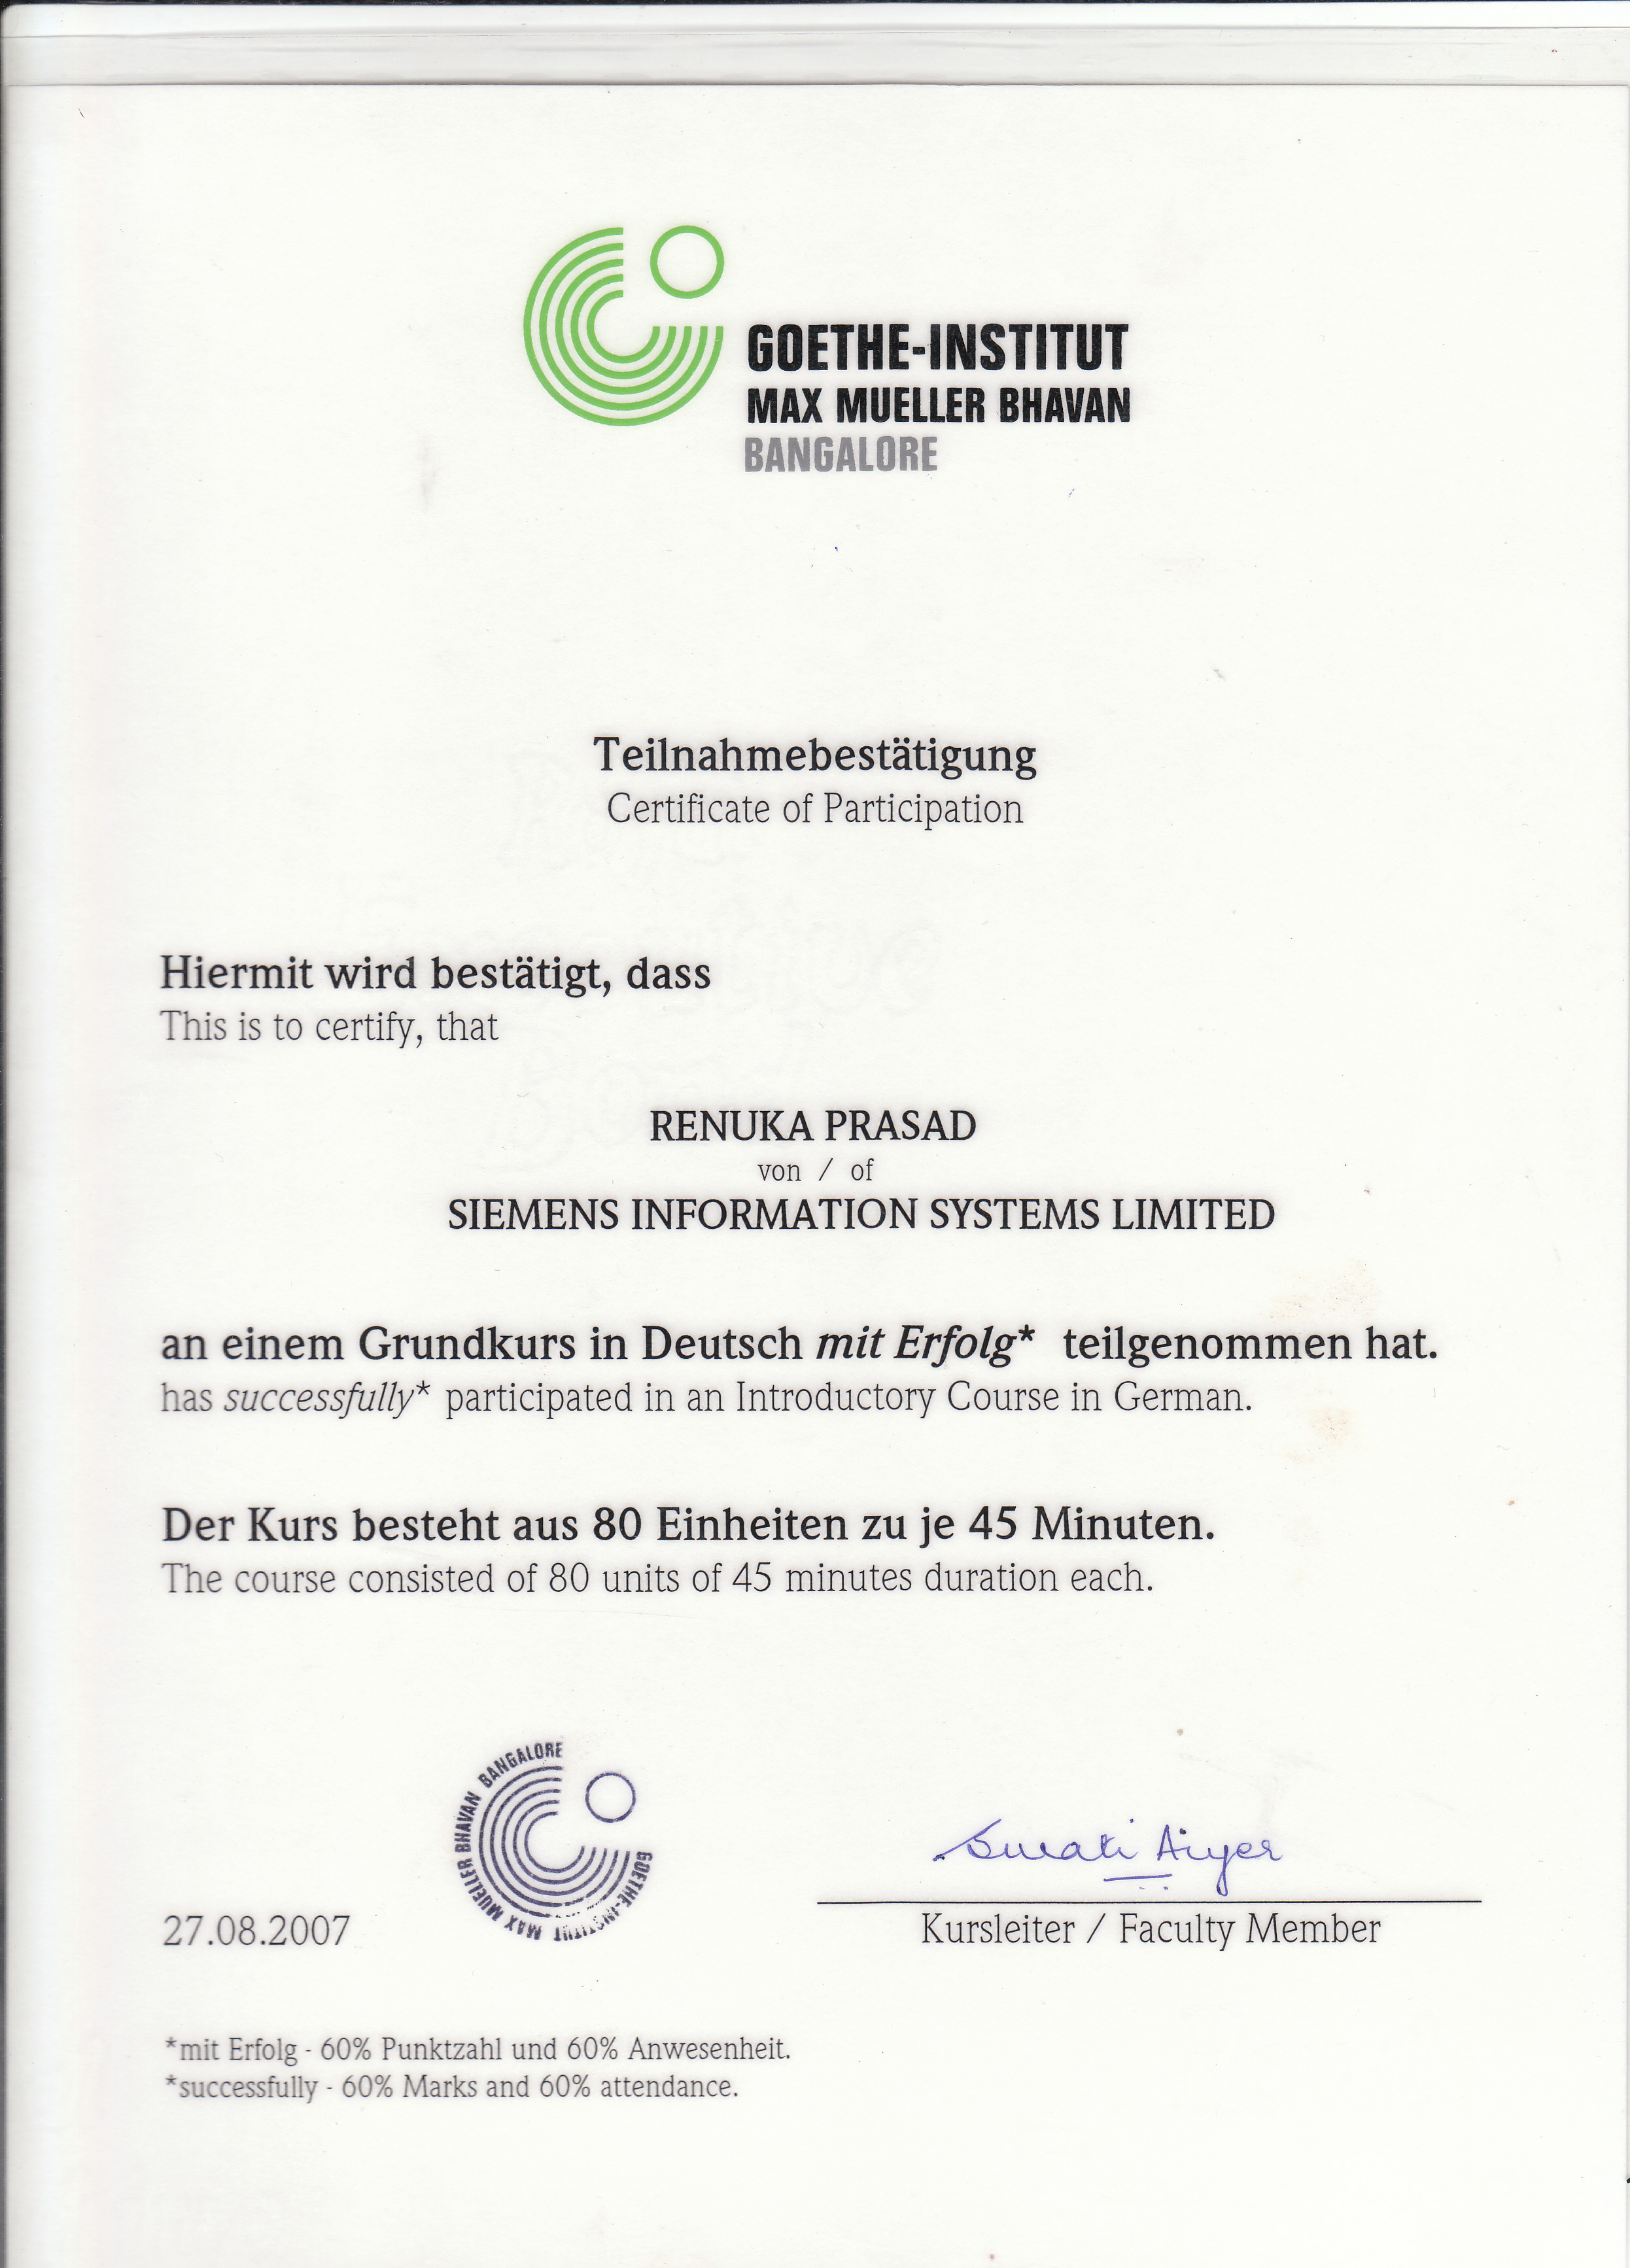 GOETHE-INSTITUT
MAX MUELLER BHAVAN
BANGALORE
Teilnahmebestätigung
Certificate of Participation
Hiermit wird bestätigt, dass
This is to certify, that
RENUKA PRASAD
von / of
SIEMENS INFORMATION SYSTEMS LIMITED
an einem Grundkurs in Deutsch mit Erfolg* teilgenommen hat.
has successfully* participated in an Introductory Course in German.
Der Kurs besteht aus 80 Einheiten zu je 45 Minuten.
The course consisted of 80 units of 45 minutes duration each.
GOETHE-INSTITUT MAX MUELLER BHAVAN BANGALORE
Swati Aiyer
27.08.2007
Kursleiter / Faculty Member
*mit Erfolg - 60% Punktzahl und 60% Anwesenheit.
*successfully - 60% Marks and 60% attendance.